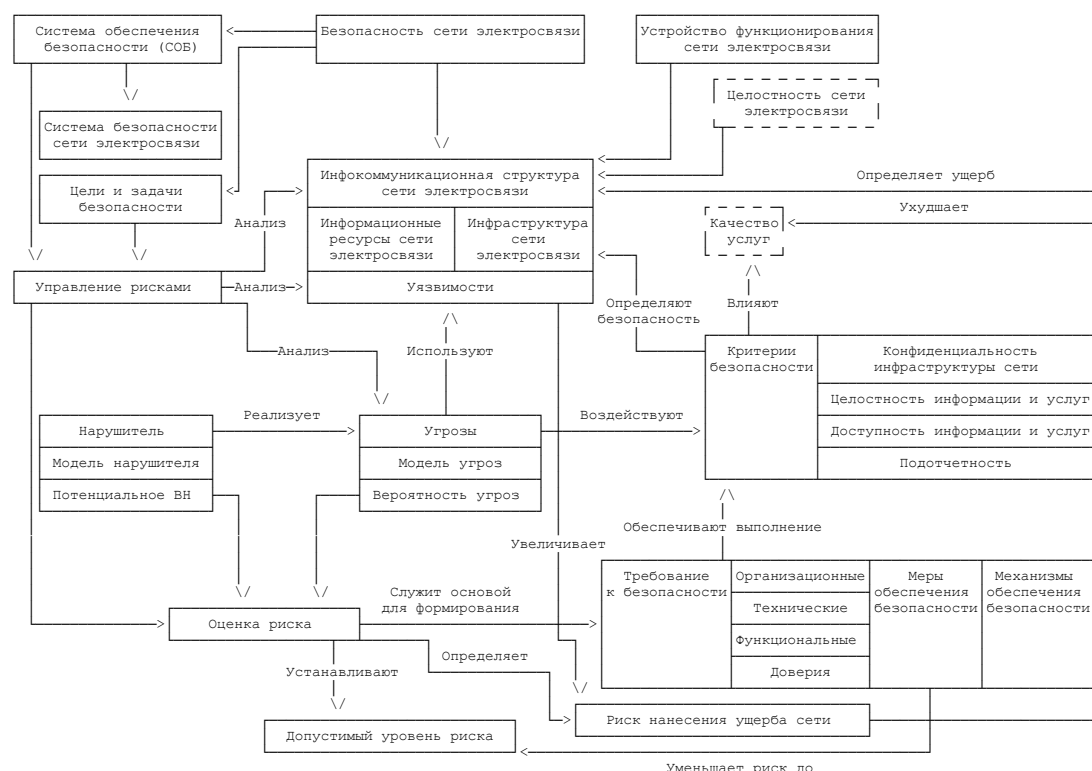 Система обеспечения
безопасности (СОБ)
Безопасность сети электросвязи
Устройство функционирования
сети электросвязи
Целостность сети
электросвязи
Система безопасности
сети электросвязи
Инфокоммуникационная структура
сети электросвязи
Определяет ущерб
Цели и задачи
безопасности
Анализ
Информационные
ресурсы сети
электросвязи
Инфраструктура
сети
электросвязи
Качество
услуг
Ухудшает
Управление рисками
Анализ
Уязвимости
Определяют
безопасность
Влияют
Анализ
Используют
Критерии
безопасности
Конфиденциальность
инфраструктуры сети
Целостность информации и услуг
Доступность информации и услуг
Подотчетность
Реализует
Воздействуют
Нарушитель
Модель нарушителя
Потенциальное ВН
Угрозы
Модель угроз
Вероятность угроз
Обеспечивают выполнение
Увеличивает
Требование
к безопасности
Организационные
Технические
Функциональные
Доверия
Меры
обеспечения
безопасности
Механизмы
обеспечения
безопасности
Служит основой
для формирования
Оценка риска
Определяет
Устанавливают
Риск нанесения ущерба сети
Допустимый уровень риска
Уменьшает риск до